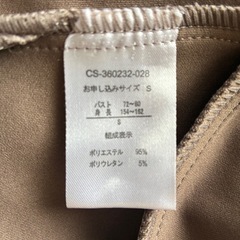 CS-360232-028
お申し込みサイズ S
バスト 72〜80
身長 154〜162
S
組成表示
ポリエステル 95%
ポリウレタン 5%